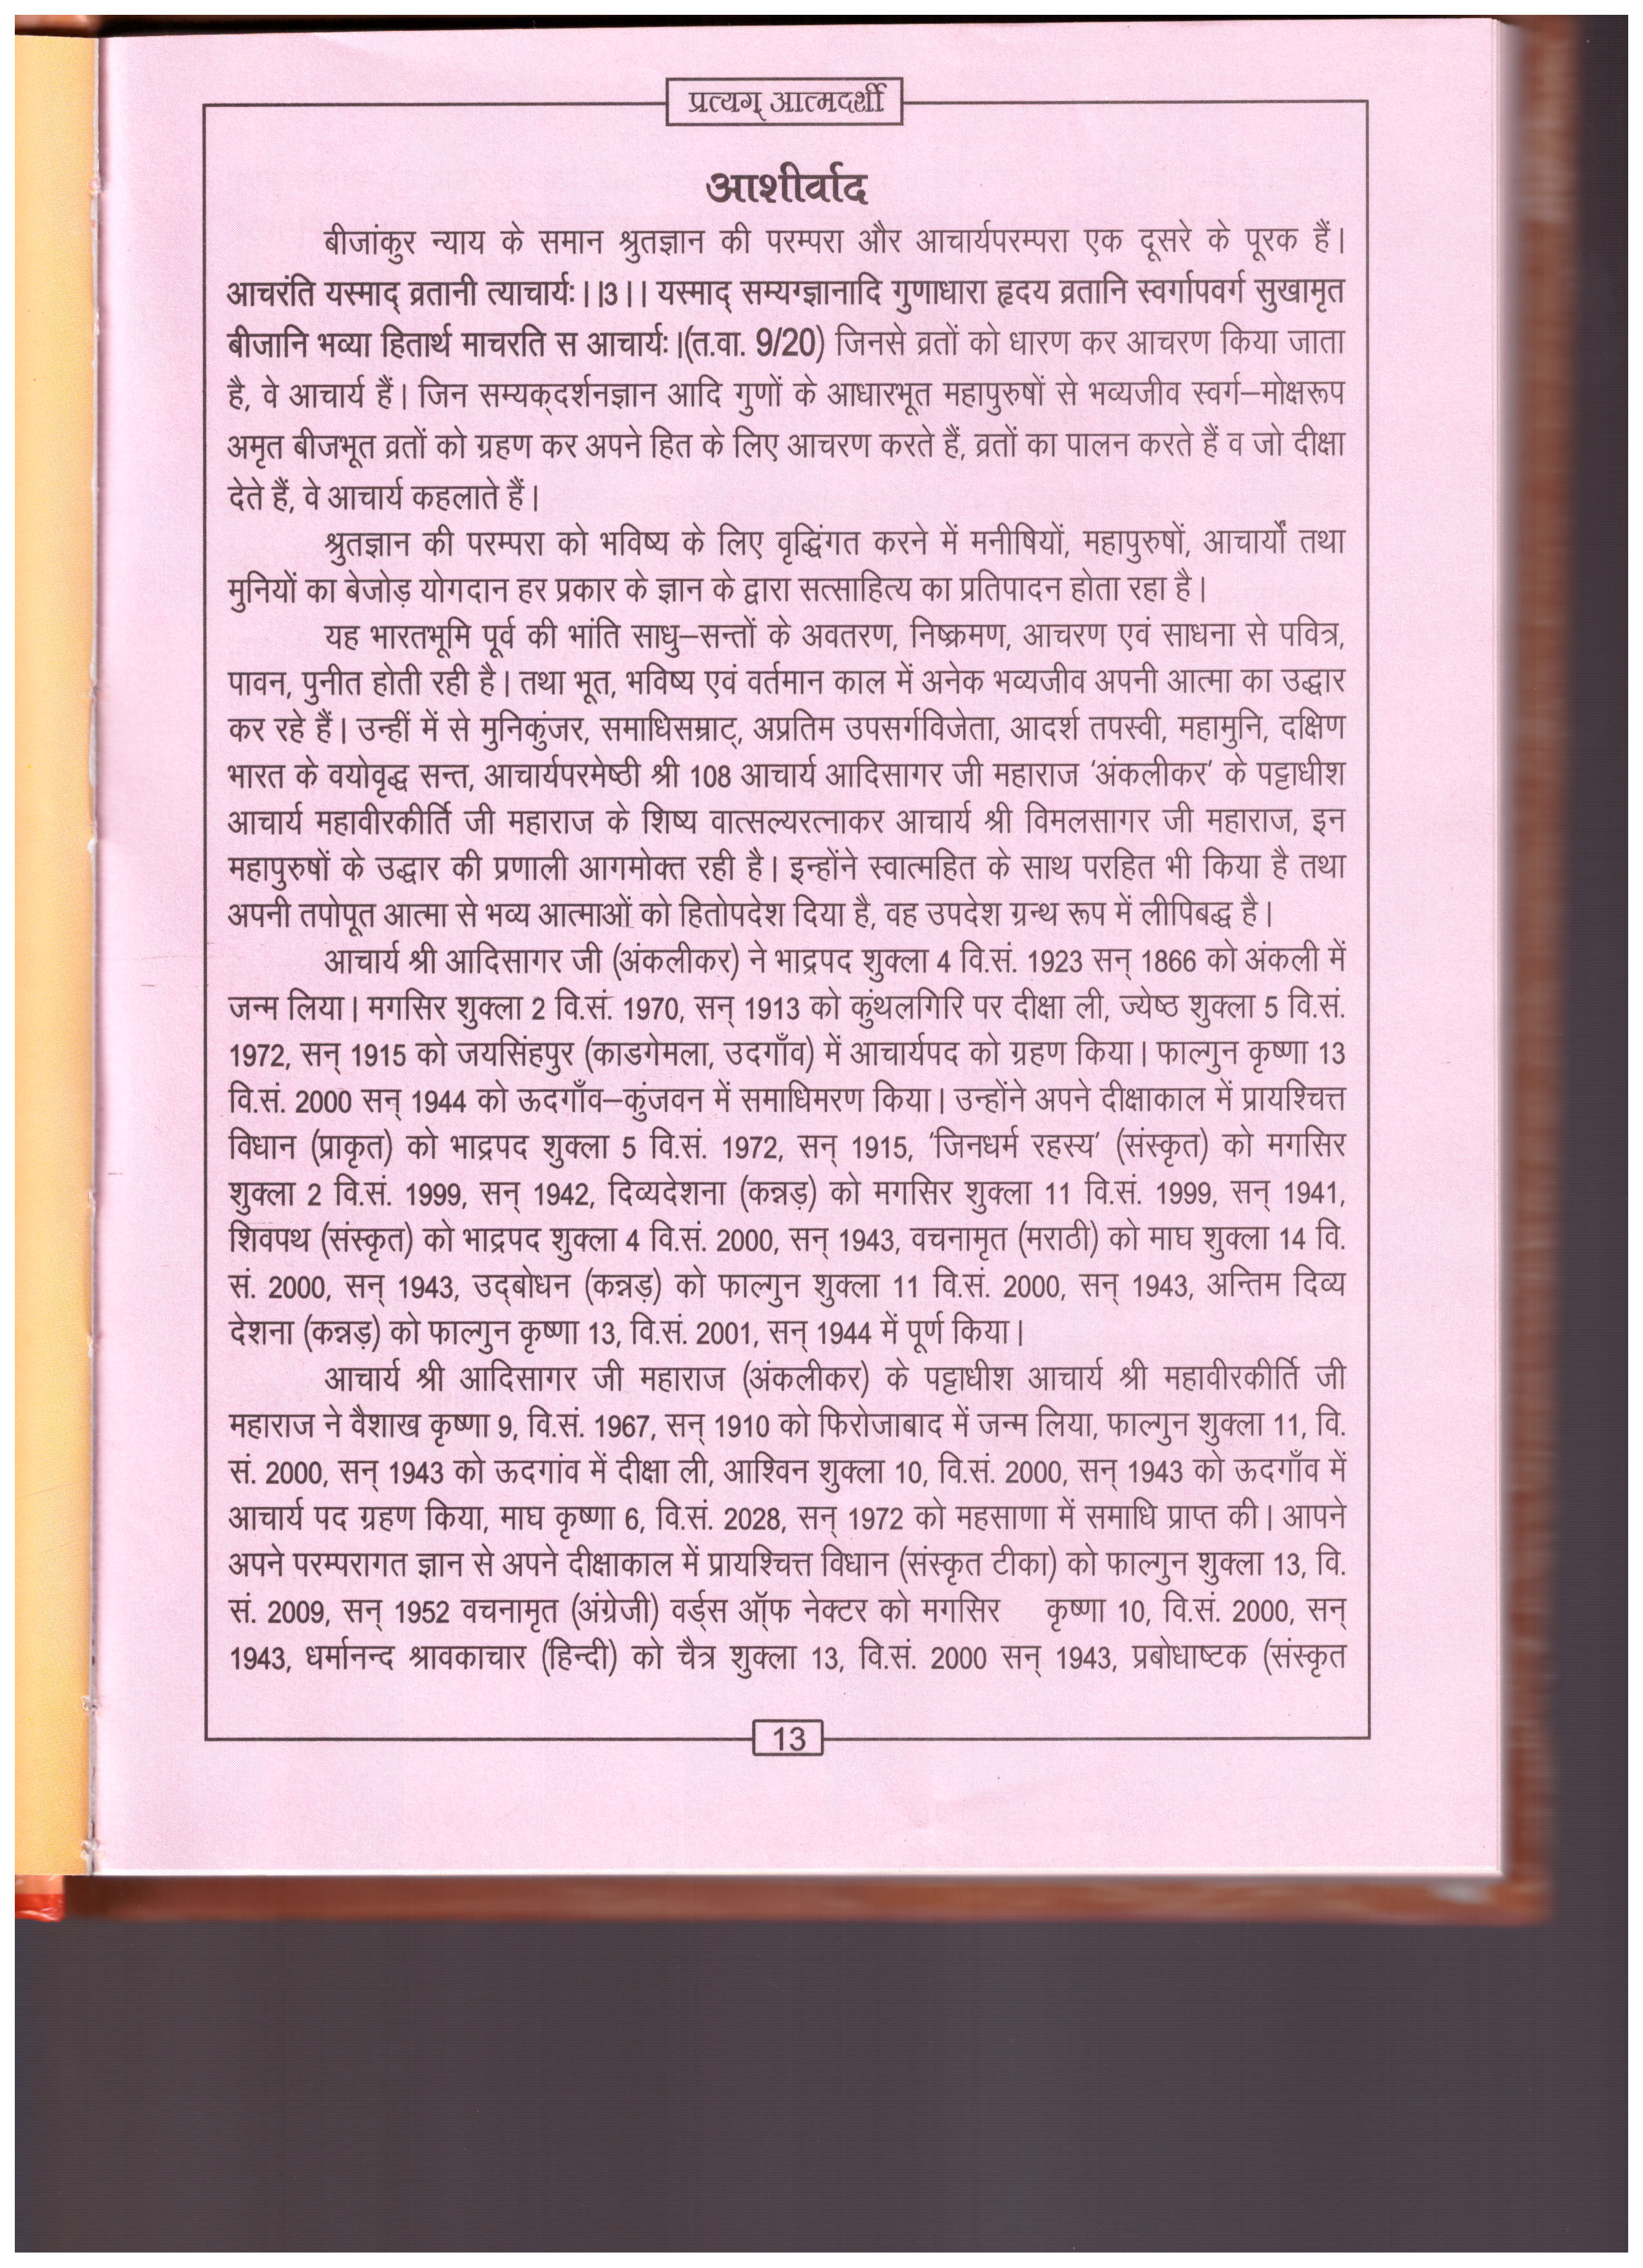 प्रत्यग् आत्मदर्शी
आशीर्वाद
बीजांकुर न्याय के समान श्रुतज्ञान की परम्परा और आचार्यपरम्परा एक दूसरे के पूरक हैं।
आचरंति यस्माद् व्रतानी त्याचार्यः।।3।। यस्माद् सम्यग्ज्ञानादि गुणाधारा हृदय व्रतानि स्वर्गापवर्ग सुखामृत
बीजानि भव्या हितार्थ माचरति स आचार्यः।(त.वा. 9/20) जिनसे व्रतों को धारण कर आचरण किया जाता
है, वे आचार्य हैं। जिन सम्यक्दर्शनज्ञान आदि गुणों के आधारभूत महापुरुषों से भव्यजीव स्वर्ग–मोक्षरूप
अमृत बीजभूत व्रतों को ग्रहण कर अपने हित के लिए आचरण करते हैं, व्रतों का पालन करते हैं व जो दीक्षा
देते हैं, वे आचार्य कहलाते हैं।
श्रुतज्ञान की परम्परा को भविष्य के लिए वृद्धिंगत करने में मनीषियों, महापुरुषों, आचार्यों तथा
मुनियों का बेजोड़ योगदान हर प्रकार के ज्ञान के द्वारा सत्साहित्य का प्रतिपादन होता रहा है।
यह भारतभूमि पूर्व की भांति साधु–सन्तों के अवतरण, निष्क्रमण, आचरण एवं साधना से पवित्र,
पावन, पुनीत होती रही है। तथा भूत, भविष्य एवं वर्तमान काल में अनेक भव्यजीव अपनी आत्मा का उद्धार
कर रहे हैं। उन्हीं में से मुनिकुंजर, समाधिसम्राट्, अप्रतिम उपसर्गविजेता, आदर्श तपस्वी, महामुनि, दक्षिण
भारत के वयोवृद्ध सन्त, आचार्यपरमेष्ठी श्री 108 आचार्य आदिसागर जी महाराज 'अंकलीकर' के पट्टाधीश
आचार्य महावीरकीर्ति जी महाराज के शिष्य वात्सल्यरत्नाकर आचार्य श्री विमलसागर जी महाराज, इन
महापुरुषों के उद्धार की प्रणाली आगमोक्त रही है। इन्होंने स्वात्महित के साथ परहित भी किया है तथा
अपनी तपोपूत आत्मा से भव्य आत्माओं को हितोपदेश दिया है, वह उपदेश ग्रन्थ रूप में लीपिबद्ध है।
आचार्य श्री आदिसागर जी (अंकलीकर) ने भाद्रपद शुक्ला 4 वि.सं. 1923 सन् 1866 को अंकली में
जन्म लिया। मगसिर शुक्ला 2 वि.सं. 1970, सन् 1913 को कुंथलगिरि पर दीक्षा ली, ज्येष्ठ शुक्ला 5 वि.सं.
1972, सन् 1915 को जयसिंहपुर (काडगेमला, उदगाँव) में आचार्यपद को ग्रहण किया। फाल्गुन कृष्णा 13
वि.सं. 2000 सन् 1944 को ऊदगाँव–कुंजवन में समाधिमरण किया। उन्होंने अपने दीक्षाकाल में प्रायश्चित्त
विधान (प्राकृत) को भाद्रपद शुक्ला 5 वि.सं. 1972, सन् 1915, 'जिनधर्म रहस्य' (संस्कृत) को मगसिर
शुक्ला 2 वि.सं. 1999, सन् 1942, दिव्यदेशना (कन्नड़) को मगसिर शुक्ला 11 वि.सं. 1999, सन् 1941,
शिवपथ (संस्कृत) को भाद्रपद शुक्ला 4 वि.सं. 2000, सन् 1943, वचनामृत (मराठी) को माघ शुक्ला 14 वि.
सं. 2000, सन् 1943, उद्बोधन (कन्नड़) को फाल्गुन शुक्ला 11 वि.सं. 2000, सन् 1943, अन्तिम दिव्य
देशना (कन्नड़) को फाल्गुन कृष्णा 13, वि.सं. 2001, सन् 1944 में पूर्ण किया।
आचार्य श्री आदिसागर जी महाराज (अंकलीकर) के पट्टाधीश आचार्य श्री महावीरकीर्ति जी
महाराज ने वैशाख कृष्णा 9, वि.सं. 1967, सन् 1910 को फिरोजाबाद में जन्म लिया, फाल्गुन शुक्ला 11, वि.
सं. 2000, सन् 1943 को ऊदगांव में दीक्षा ली, आश्विन शुक्ला 10, वि.सं. 2000, सन् 1943 को ऊदगाँव में
आचार्य पद ग्रहण किया, माघ कृष्णा 6, वि.सं. 2028, सन् 1972 को महसाणा में समाधि प्राप्त की। आपने
अपने परम्परागत ज्ञान से अपने दीक्षाकाल में प्रायश्चित्त विधान (संस्कृत टीका) को फाल्गुन शुक्ला 13, वि.
सं. 2009, सन् 1952 वचनामृत (अंग्रेजी) वर्ड्स ऑफ नेक्टर को मगसिर कृष्णा 10, वि.सं. 2000, सन्
1943, धर्मानन्द श्रावकाचार (हिन्दी) को चैत्र शुक्ला 13, वि.सं. 2000 सन् 1943, प्रबोधाष्टक (संस्कृत
13